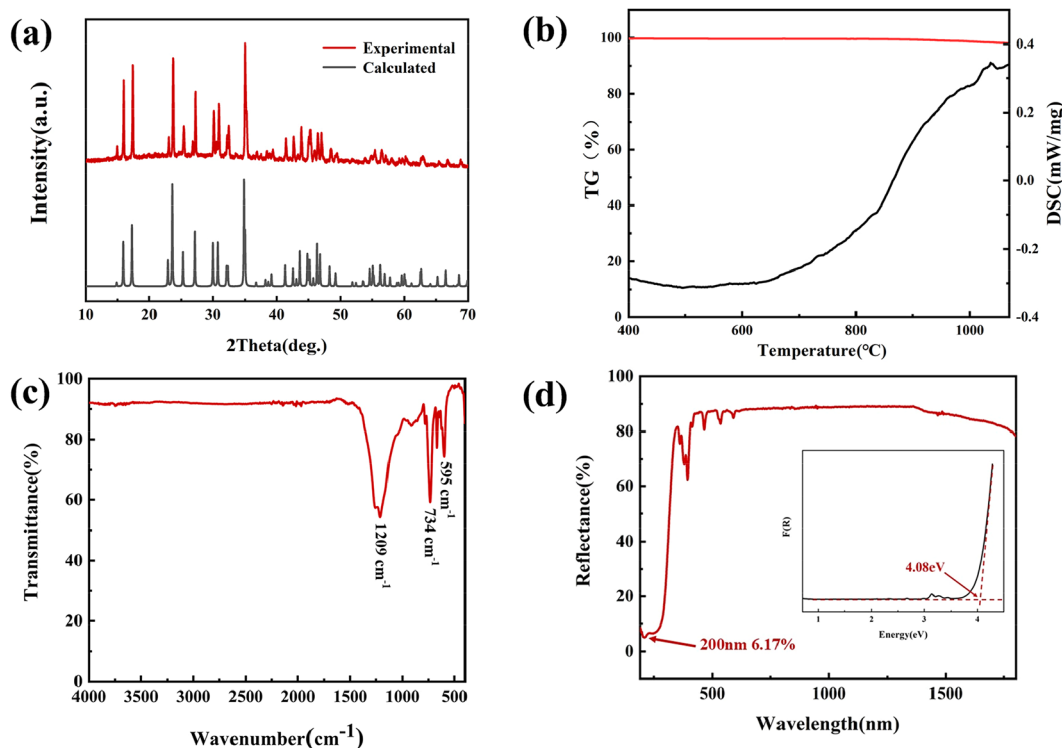 (a)
Experimental
Calculated
Intensity(a.u.)
10 20 30 40 50 60 70
2Theta(deg.)
(b)
100
80
60
40
20
0
TG（%）
0.4
0.2
0.0
-0.2
-0.4
DSC(mW/mg)
400 600 800 1000
Temperature(℃)
(c)
100
80
60
40
20
0
Transmittance(%)
1209 cm-1
734 cm-1
595 cm-1
4000 3500 3000 2500 2000 1500 1000 500
Wavenumber(cm-1)
(d)
100
80
60
40
20
0
Reflectance(%)
200nm 6.17%
F(R)
4.08eV
1 2 3 4
Energy(eV)
500 1000 1500
Wavelength(nm)